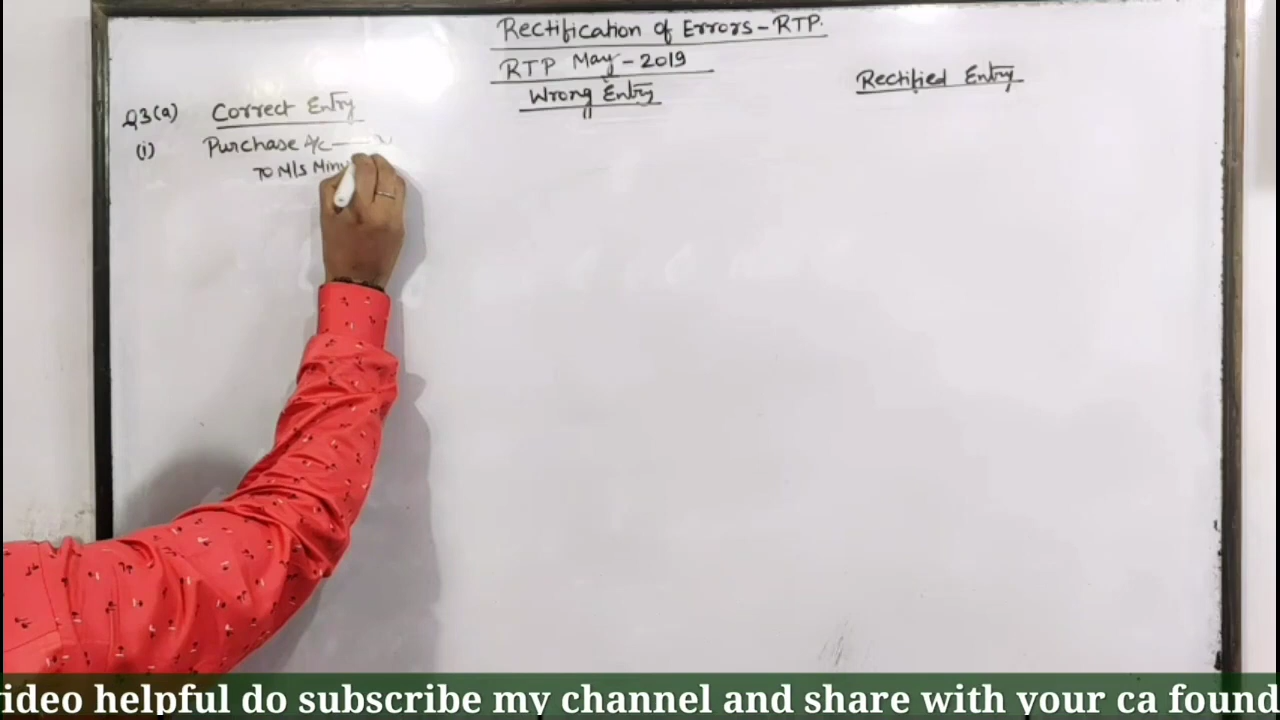 Rectification of Errors - RTP.
RTP May - 2019
Correct Entry
Wrong Entry
Rectified Entry
Q3(a)
(i) Purchase A/c
To M/s
ideo helpful do subscribe my channel and share with your ca found